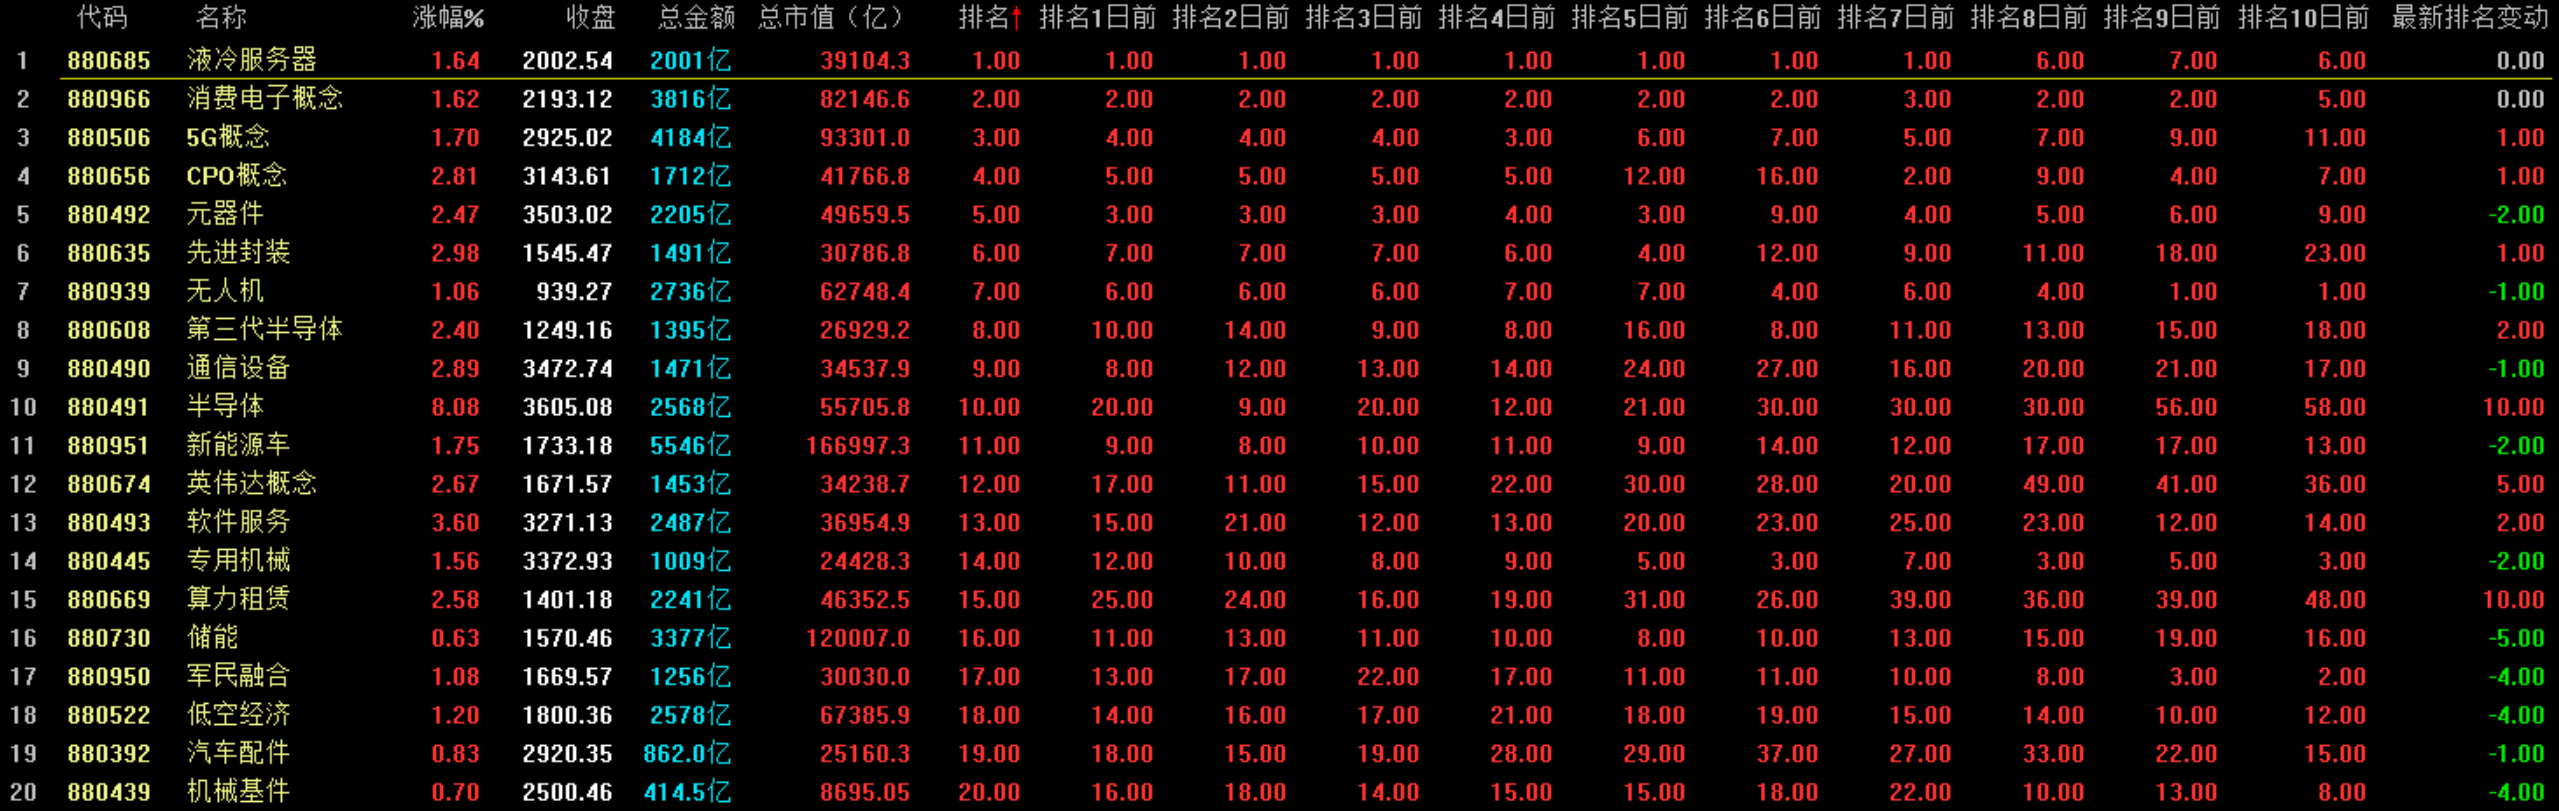 代码 名称 涨幅% 收盘 总金额 总市值（亿） 排名↑ 排名1日前 排名2日前 排名3日前 排名4日前 排名5日前 排名6日前 排名7日前 排名8日前 排名9日前 排名10日前 最新排名变动
1 880685 液冷服务器 1.64 2002.54 2001亿 39104.3 1.00 1.00 1.00 1.00 1.00 1.00 1.00 1.00 6.00 7.00 6.00 0.00
2 880966 消费电子概念 1.62 2193.12 3816亿 82146.6 2.00 2.00 2.00 2.00 2.00 2.00 2.00 3.00 2.00 2.00 5.00 0.00
3 880506 5G概念 1.70 2925.02 4184亿 93301.0 3.00 4.00 4.00 4.00 3.00 6.00 7.00 5.00 7.00 9.00 11.00 1.00
4 880656 CPO概念 2.81 3143.61 1712亿 41766.8 4.00 5.00 5.00 5.00 5.00 12.00 16.00 2.00 9.00 4.00 7.00 1.00
5 880492 元器件 2.47 3503.02 2205亿 49659.5 5.00 3.00 3.00 3.00 4.00 3.00 9.00 4.00 5.00 6.00 9.00 -2.00
6 880635 先进封装 2.98 1545.47 1491亿 30786.8 6.00 7.00 7.00 7.00 6.00 4.00 12.00 9.00 11.00 18.00 23.00 1.00
7 880939 无人机 1.06 939.27 2736亿 62748.4 7.00 6.00 6.00 6.00 7.00 7.00 4.00 6.00 4.00 1.00 1.00 -1.00
8 880608 第三代半导体 2.40 1249.16 1395亿 26929.2 8.00 10.00 14.00 9.00 8.00 16.00 8.00 11.00 13.00 15.00 18.00 2.00
9 880490 通信设备 2.89 3472.74 1471亿 34537.9 9.00 8.00 12.00 13.00 14.00 24.00 27.00 16.00 20.00 21.00 17.00 -1.00
10 880491 半导体 8.08 3605.08 2568亿 55705.8 10.00 20.00 9.00 20.00 12.00 21.00 30.00 30.00 30.00 56.00 58.00 10.00
11 880951 新能源车 1.75 1733.18 5546亿 166997.3 11.00 9.00 8.00 10.00 11.00 9.00 14.00 12.00 17.00 17.00 13.00 -2.00
12 880674 英伟达概念 2.67 1671.57 1453亿 34238.7 12.00 17.00 11.00 15.00 22.00 30.00 28.00 20.00 49.00 41.00 36.00 5.00
13 880493 软件服务 3.60 3271.13 2487亿 36954.9 13.00 15.00 21.00 12.00 13.00 20.00 23.00 25.00 23.00 12.00 14.00 2.00
14 880445 专用机械 1.56 3372.93 1009亿 24428.3 14.00 12.00 10.00 8.00 9.00 5.00 3.00 7.00 3.00 5.00 3.00 -2.00
15 880669 算力租赁 2.58 1401.18 2241亿 46352.5 15.00 25.00 24.00 16.00 19.00 31.00 26.00 39.00 36.00 39.00 48.00 10.00
16 880730 储能 0.63 1570.46 3377亿 120007.0 16.00 11.00 13.00 11.00 10.00 8.00 10.00 13.00 15.00 19.00 16.00 -5.00
17 880950 军民融合 1.08 1669.57 1256亿 30030.0 17.00 13.00 17.00 22.00 17.00 11.00 11.00 10.00 8.00 3.00 2.00 -4.00
18 880522 低空经济 1.20 1800.36 2578亿 67385.9 18.00 14.00 16.00 17.00 21.00 18.00 19.00 15.00 14.00 10.00 12.00 -4.00
19 880392 汽车配件 0.83 2920.35 862.0亿 25160.3 19.00 18.00 15.00 19.00 28.00 29.00 37.00 27.00 33.00 22.00 15.00 -1.00
20 880439 机械基件 0.70 2500.46 414.5亿 8695.05 20.00 16.00 18.00 14.00 15.00 15.00 18.00 22.00 10.00 13.00 8.00 -4.00